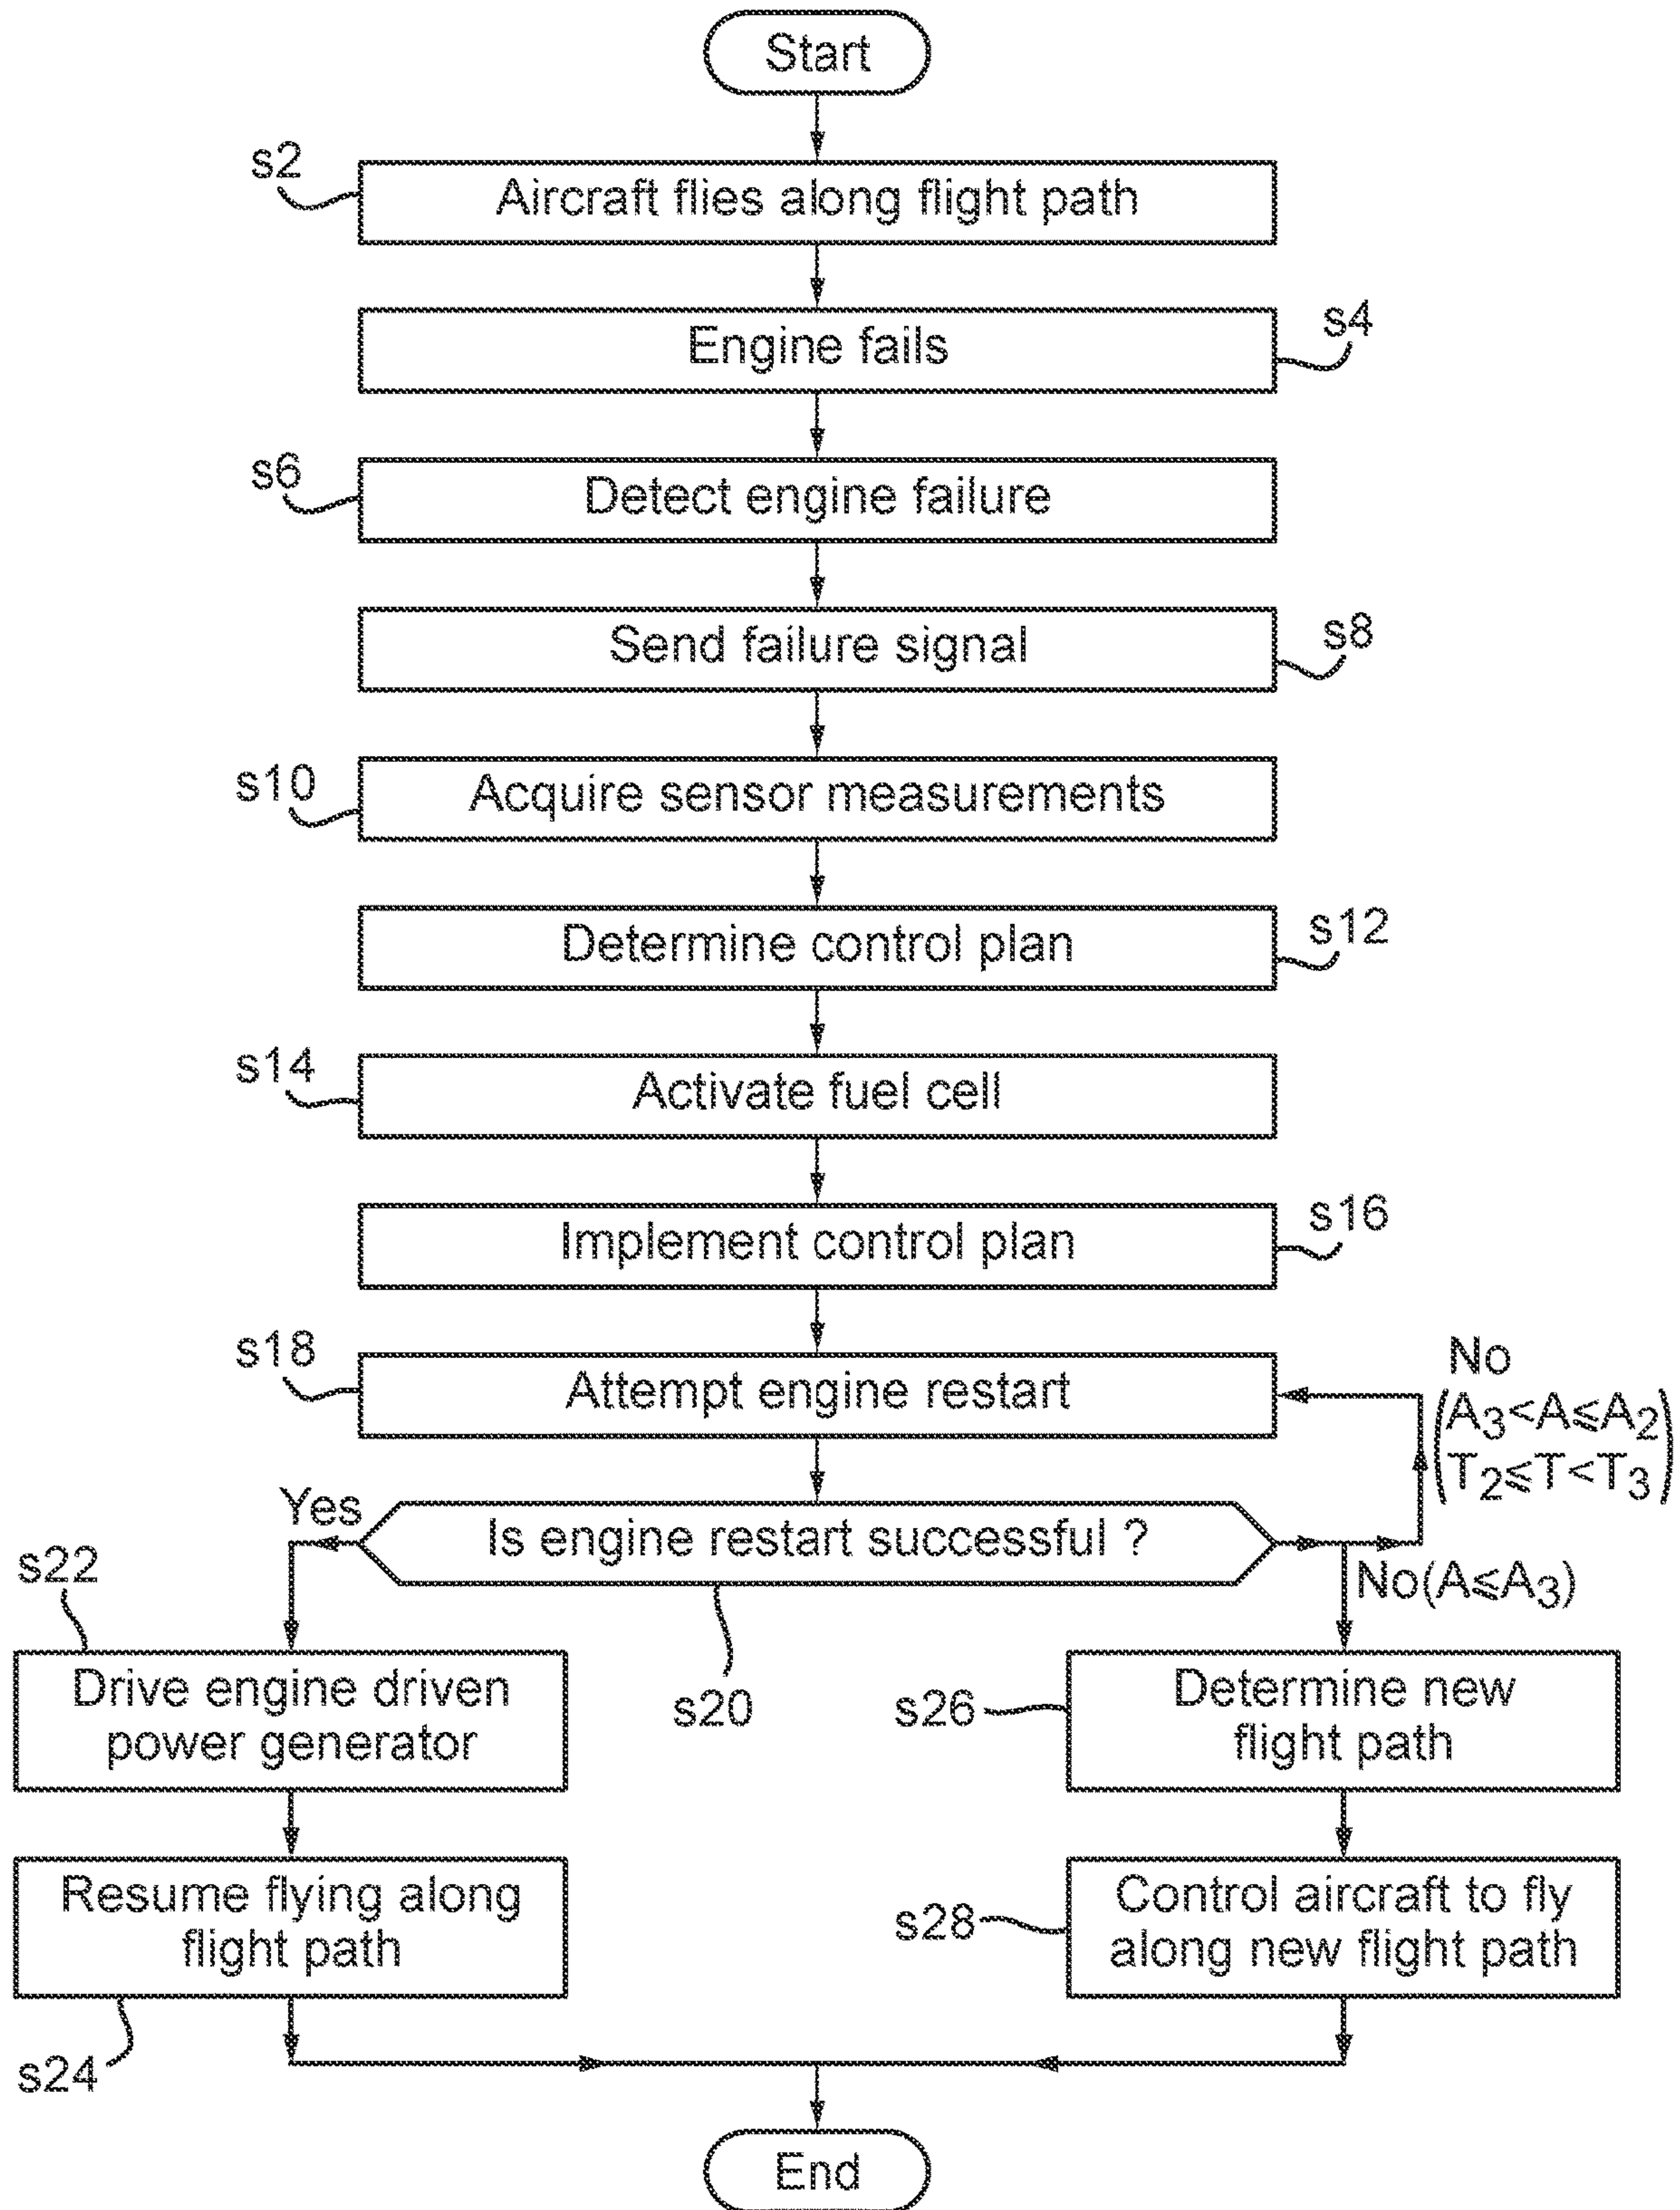 Start
s2
Aircraft flies along flight path
Engine fails
s4
s6
Detect engine failure
Send failure signal
s8
s10
Acquire sensor measurements
Determine control plan
s12
s14
Activate fuel cell
Implement control plan
s16
s18
Attempt engine restart
No
(A3<A⩽A2)
(T2⩽T<T3)
Yes
Is engine restart successful ?
No(A⩽A3)
s22
s20
Drive engine driven
power generator
s26
Determine new
flight path
Resume flying along
flight path
s24
s28
Control aircraft to fly
along new flight path
End